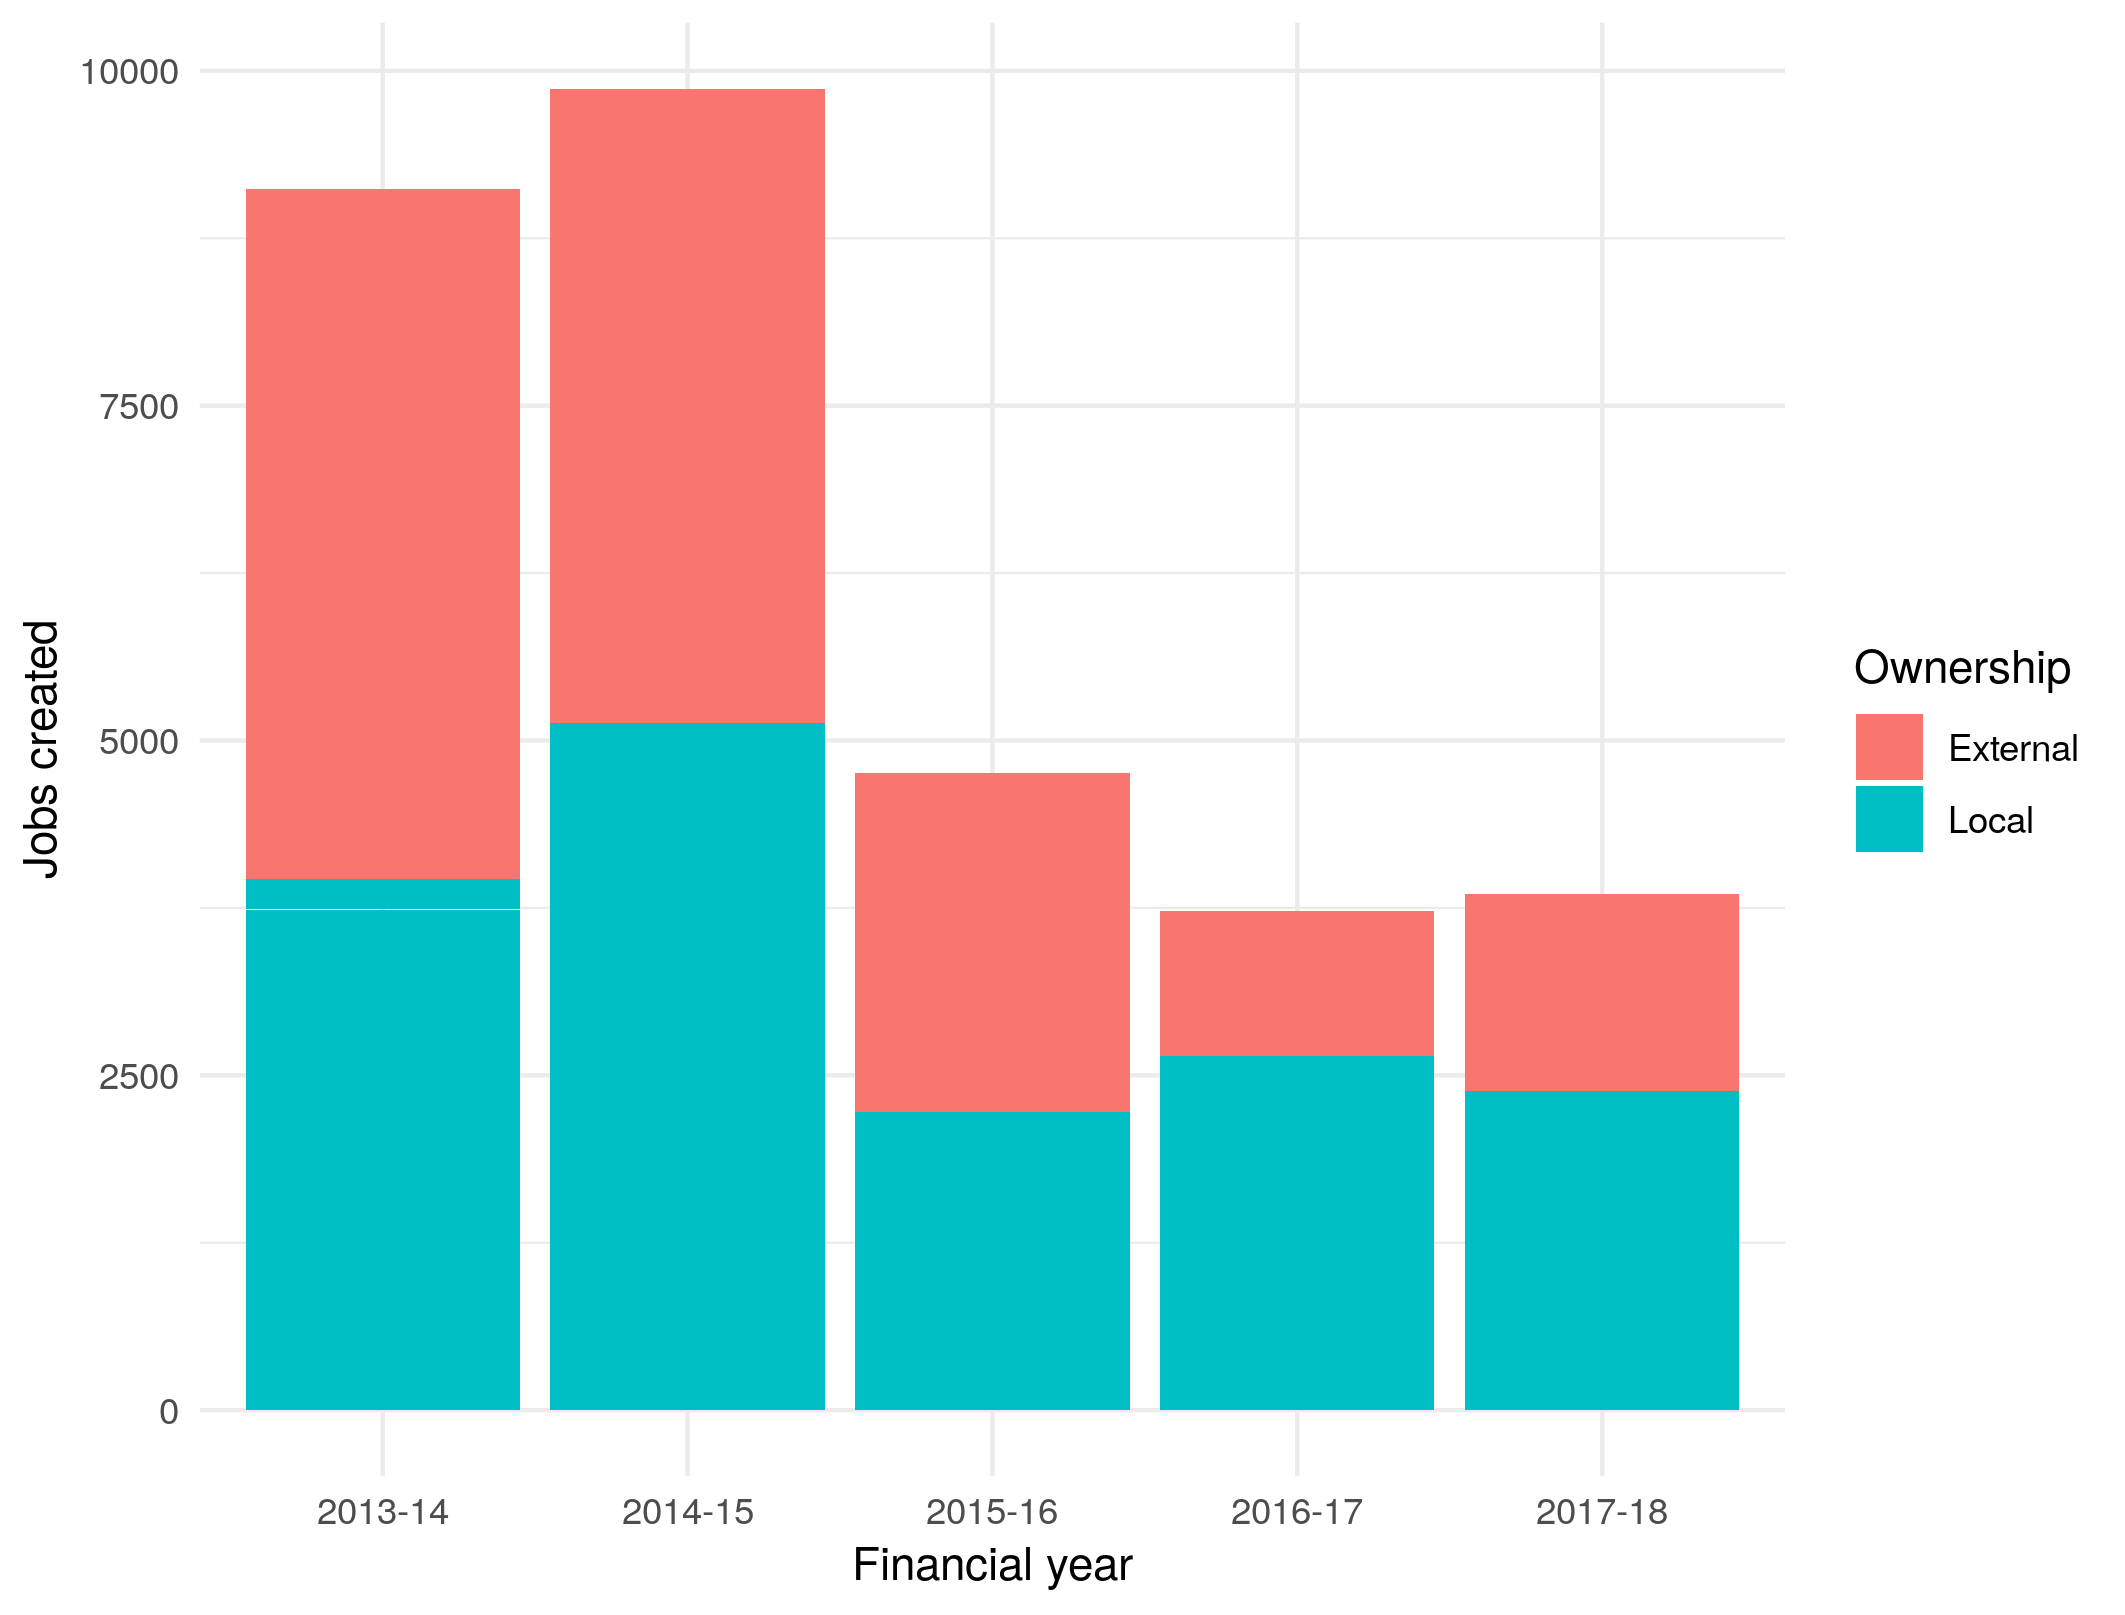 10000
7500
5000
2500
0
Jobs created
2013-14
2014-15
2015-16
2016-17
2017-18
Financial year
Ownership
External
Local